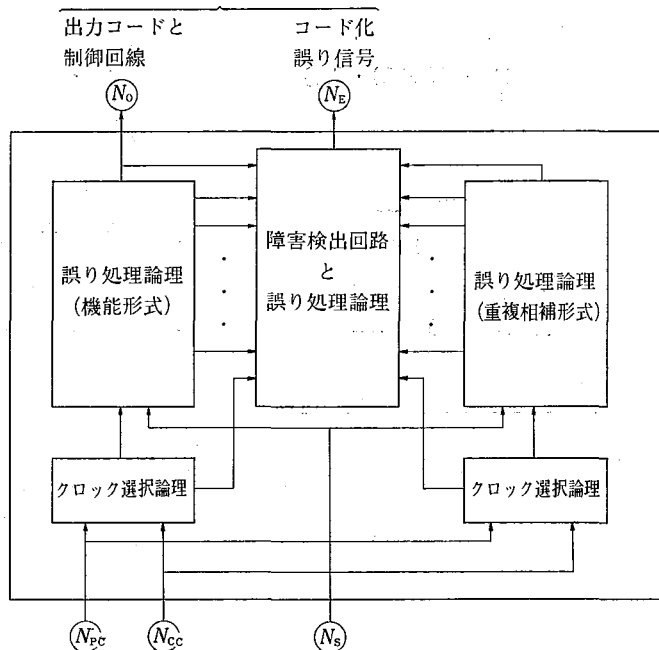 出力コードと
制御回線
コード化
誤り信号
N₀
N_E
誤り処理論理
(機能形式)
障害検出回路
と
誤り処理論理
誤り処理論理
(重複相補形式)
クロック選択論理
クロック選択論理
N_PC
N_CC
N_S